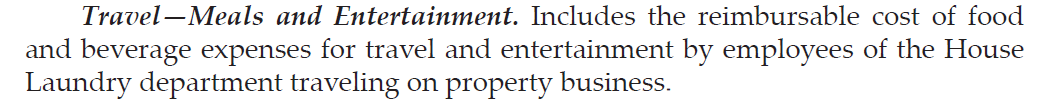 Travel—Meals and Entertainment. Includes the reimbursable cost of food
and beverage expenses for travel and entertainment by employees of the House
Laundry department traveling on property business.